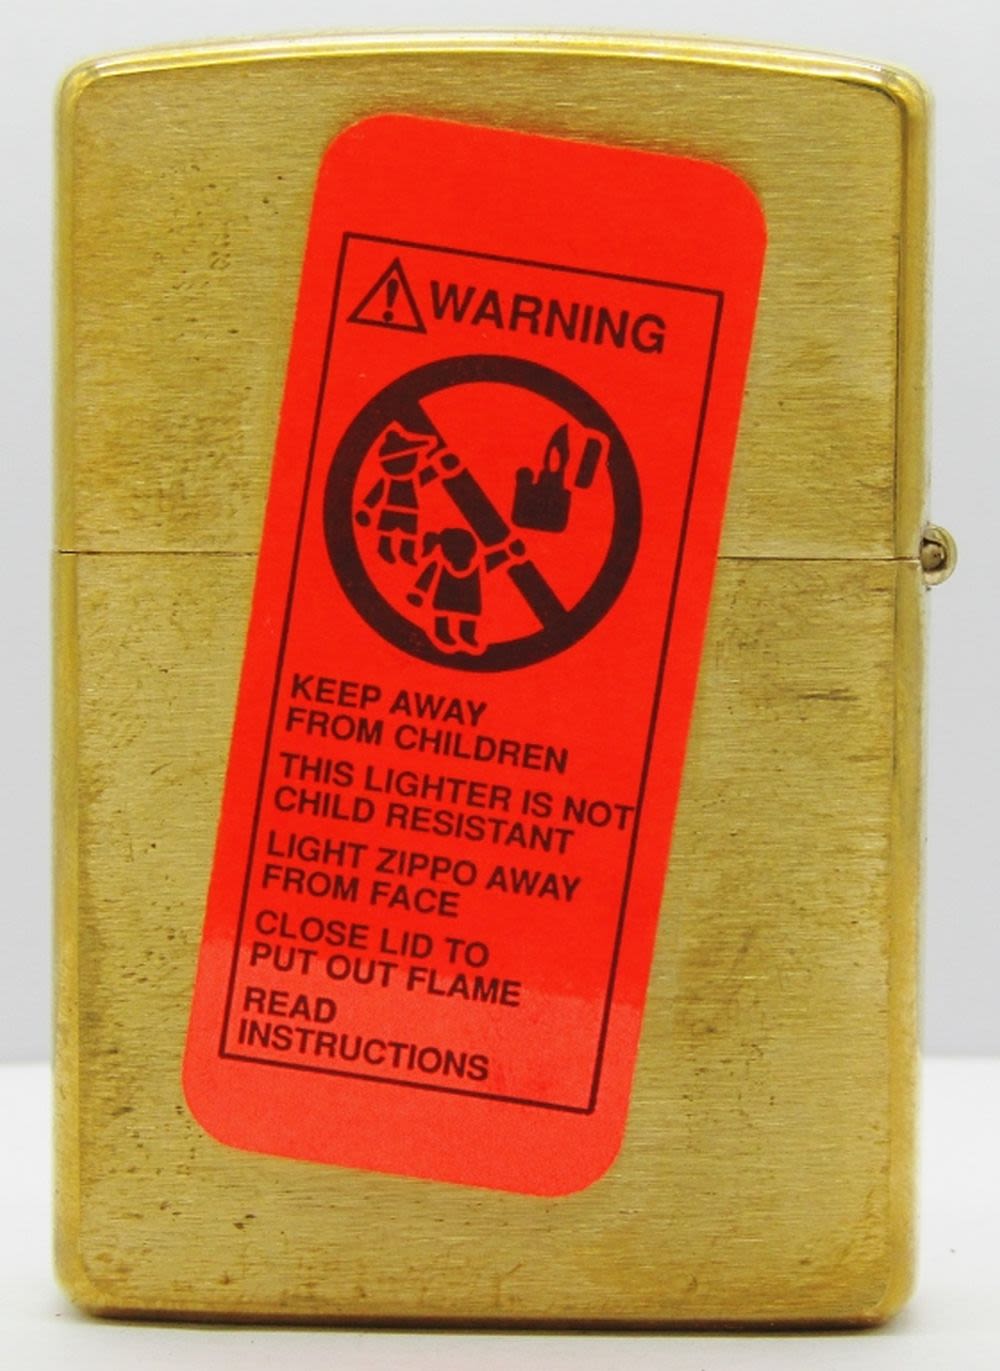 WARNING
KEEP AWAY
FROM CHILDREN
THIS LIGHTER IS NOT
CHILD RESISTANT
LIGHT ZIPPO AWAY
FROM FACE
CLOSE LID TO
PUT OUT FLAME
READ
INSTRUCTIONS